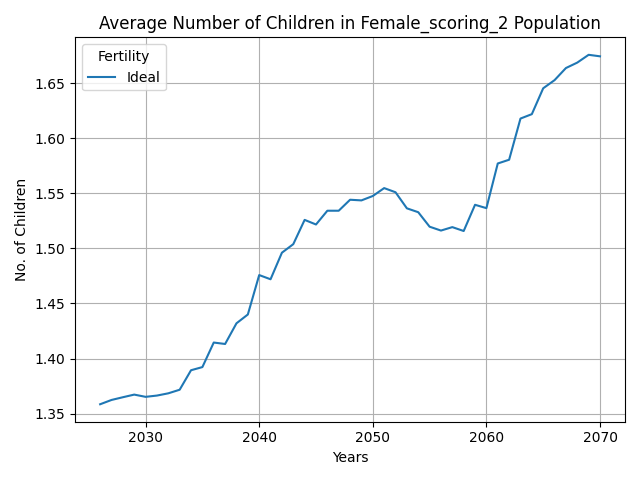 Average Number of Children in Female_scoring_2 Population
Fertility
Ideal
No. of Children
1.65
1.60
1.55
1.50
1.45
1.40
1.35
2030 2040 2050 2060 2070
Years